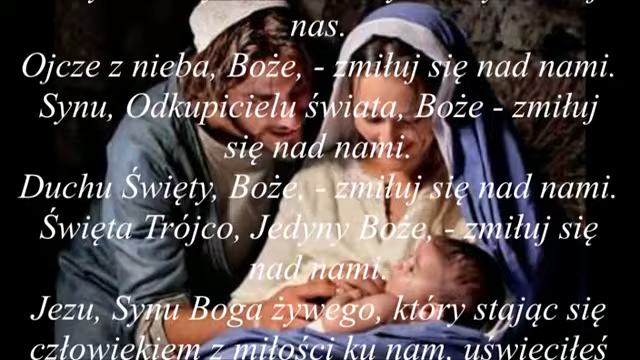 nas.
Ojcze z nieba, Boże, - zmiłuj się nad nami.
Synu, Odkupicielu świata, Boże - zmiłuj
się nad nami.
Duchu Święty, Boże, - zmiłuj się nad nami.
Święta Trójco, Jedyny Boże, - zmiłuj się
nad nami.
Jezu, Synu Boga żywego, który stając się
człowiekiem z miłości ku nam, uświęciłeś